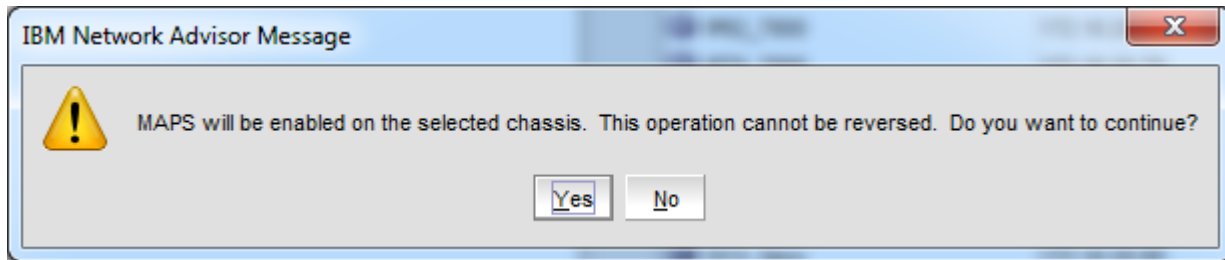 IBM Network Advisor Message
MAPS will be enabled on the selected chassis.  This operation cannot be reversed.  Do you want to continue?
Yes
No